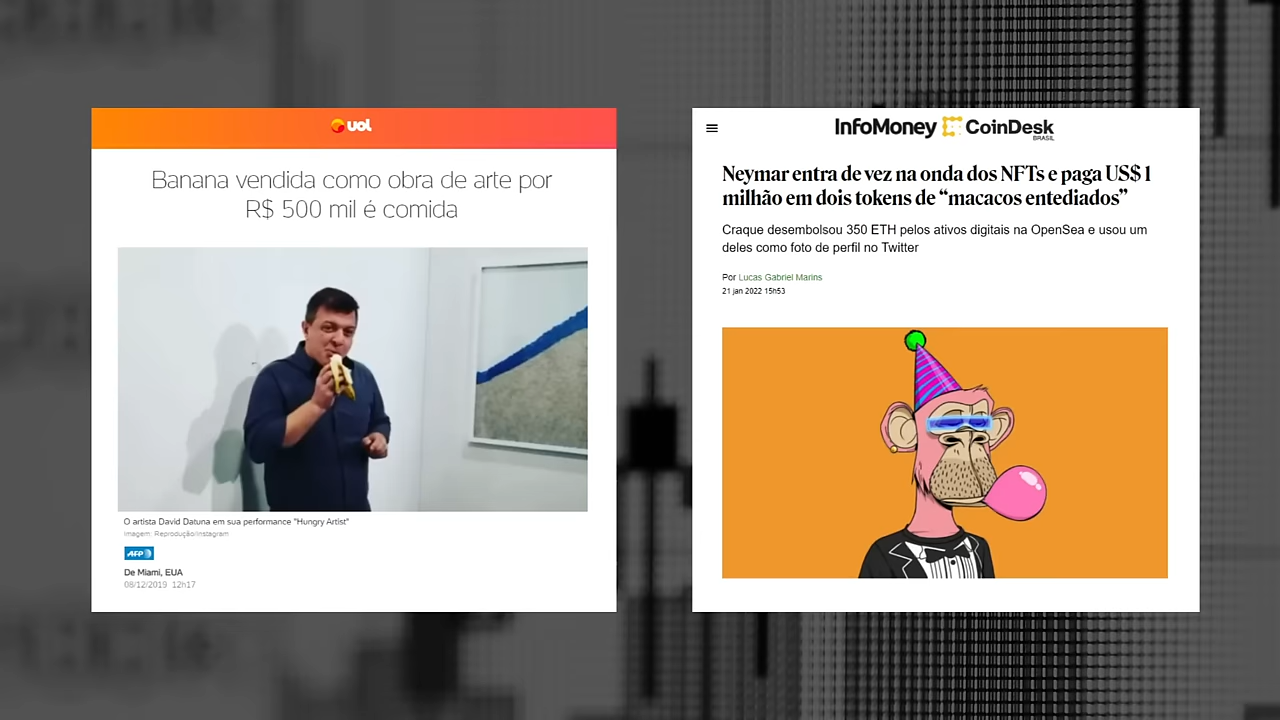 uol
Banana vendida como obra de arte por
R$ 500 mil é comida
O artista David Datuna em sua performance "Hungry Artist"
Imagem: Reprodução/Instagram
AFP
De Miami, EUA
08/12/2019 12h17
InfoMoney CoinDesk
BRASIL
Neymar entra de vez na onda dos NFTs e paga US$ 1
milhão em dois tokens de “macacos entediados”
Craque desembolsou 350 ETH pelos ativos digitais na OpenSea e usou um
deles como foto de perfil no Twitter
Por Lucas Gabriel Marins
21 jan 2022 15h53